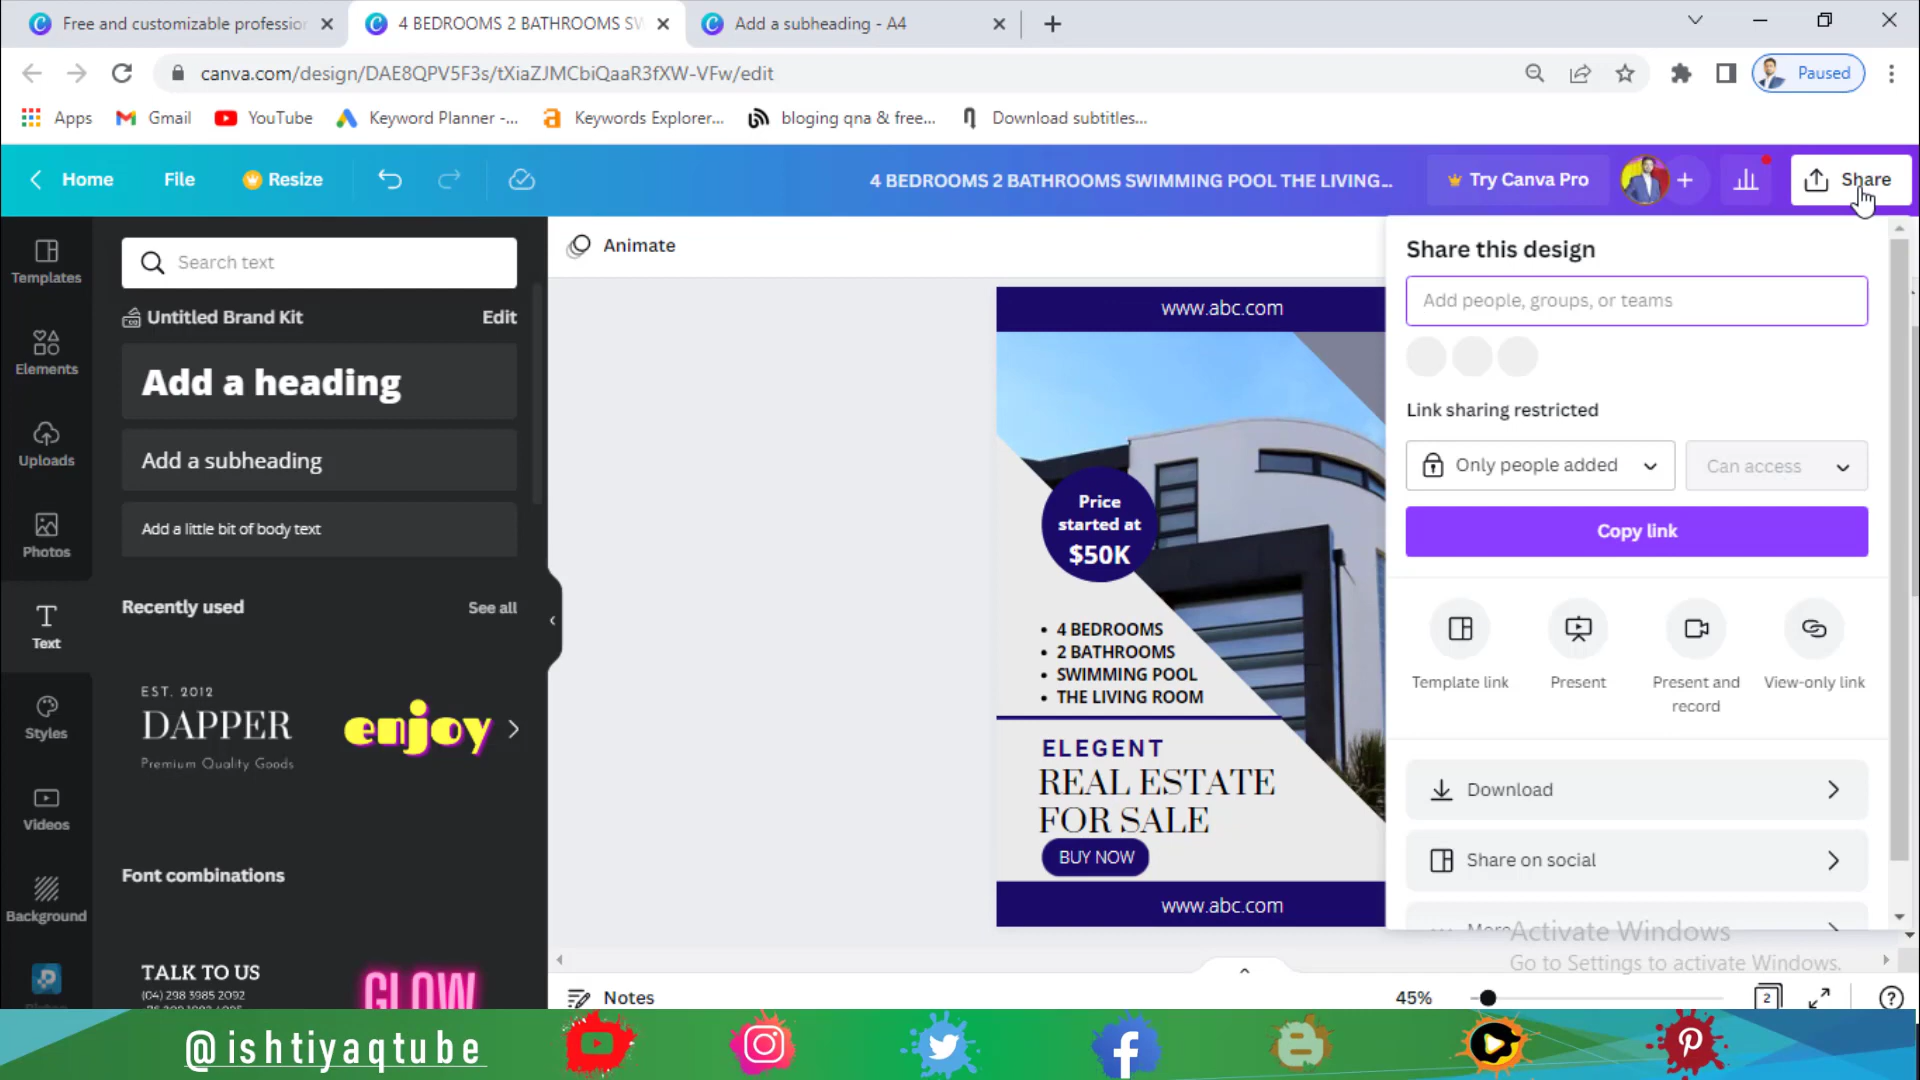 Free and customizable professior
4 BEDROOMS 2 BATHROOMS SW
Add a subheading - A4
canva.com/design/DAE8QPV5F3s/tXiaZJMCbiQaaR3fXW-VFw/edit
Paused
Apps
Gmail
YouTube
Keyword Planner -...
Keywords Explorer...
bloging qna & free...
Download subtitles...
Home
File
Resize
4 BEDROOMS 2 BATHROOMS SWIMMING POOL THE LIVING...
Try Canva Pro
Share
Templates
Elements
Uploads
Photos
Text
Styles
Videos
Background
Search text
Untitled Brand Kit
Edit
Add a heading
Add a subheading
Add a little bit of body text
Recently used
See all
EST. 2012
DAPPER
Premium Quality Goods
enjoy
Font combinations
TALK TO US
(04) 298 3985 2092
GLOW
Animate
www.abc.com
Price
started at
$50K
• 4 BEDROOMS
• 2 BATHROOMS
• SWIMMING POOL
• THE LIVING ROOM
ELEGENT
REAL ESTATE
FOR SALE
BUY NOW
www.abc.com
Share this design
Add people, groups, or teams
Link sharing restricted
Only people added
Can access
Copy link
Template link
Present
Present and
record
View-only link
Download
Share on social
More
Activate Windows
Go to Settings to activate Windows.
Notes
45%
2
@ishtiyaqtube